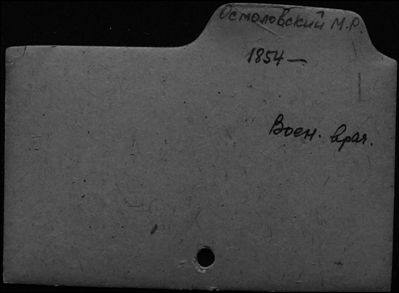 Осмоловский М.Р.
1854 —
Воен. врач.